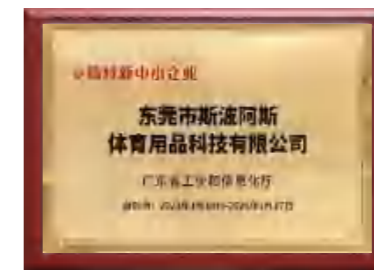 专精特新中小企业
东莞市斯波阿斯
体育用品科技有限公司
广东省工业和信息化厅